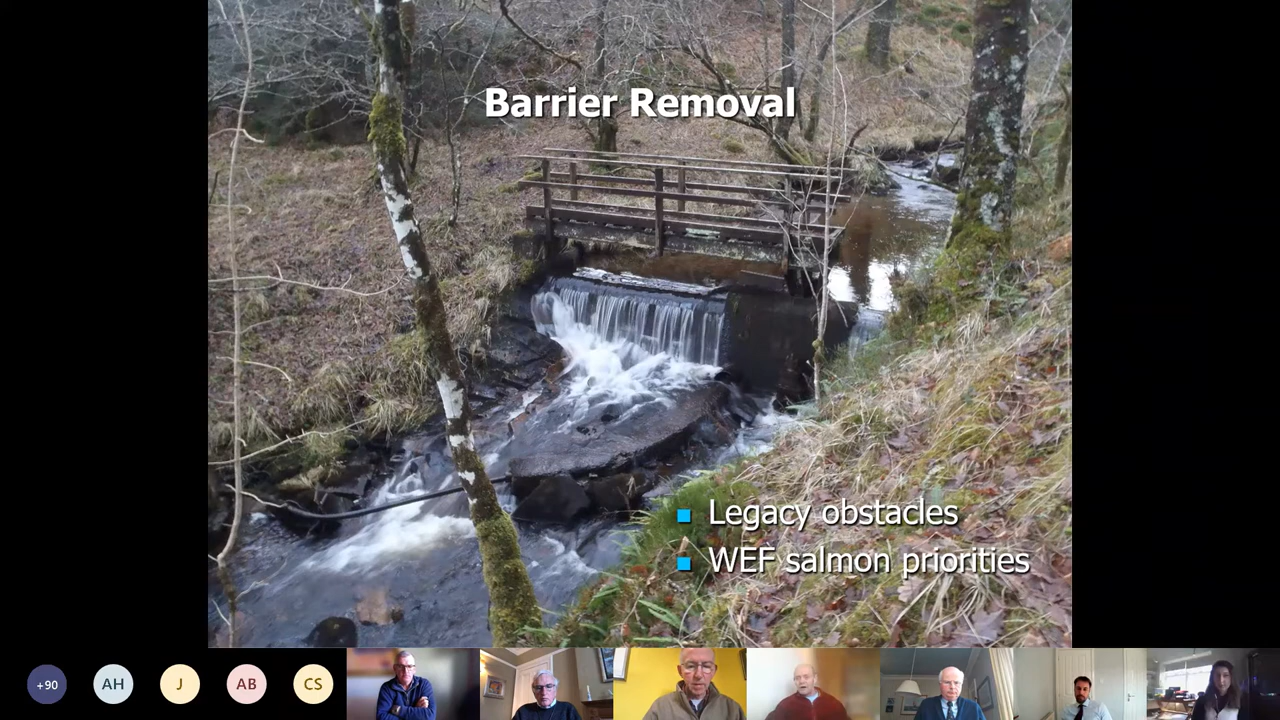 Barrier Removal
Legacy obstacles
WEF salmon priorities
+90 AH J AB CS